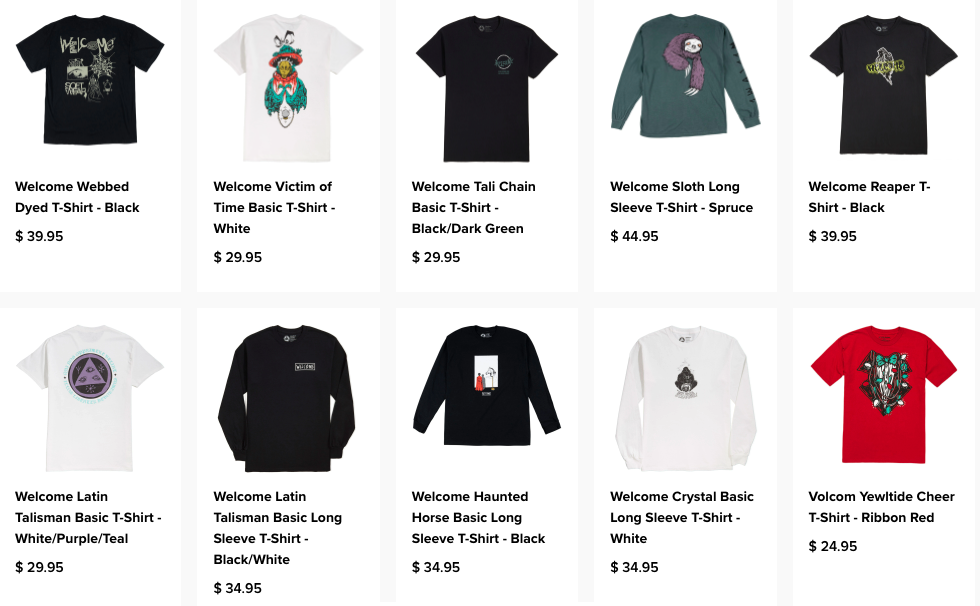 WELCOME
SOFT
WEAR
Welcome Webbed
Dyed T-Shirt - Black
$ 39.95
Welcome Victim of
Time Basic T-Shirt -
White
$ 29.95
Welcome Tali Chain
Basic T-Shirt -
Black/Dark Green
$ 29.95
Welcome Sloth Long
Sleeve T-Shirt - Spruce
$ 44.95
Welcome Reaper T-
Shirt - Black
$ 39.95
Welcome Latin
Talisman Basic T-Shirt -
White/Purple/Teal
$ 29.95
WELCOME
Welcome Latin
Talisman Basic Long
Sleeve T-Shirt -
Black/White
$ 34.95
Welcome Haunted
Horse Basic Long
Sleeve T-Shirt - Black
$ 34.95
Welcome Crystal Basic
Long Sleeve T-Shirt -
White
$ 34.95
Volcom Yewltide Cheer
T-Shirt - Ribbon Red
$ 24.95